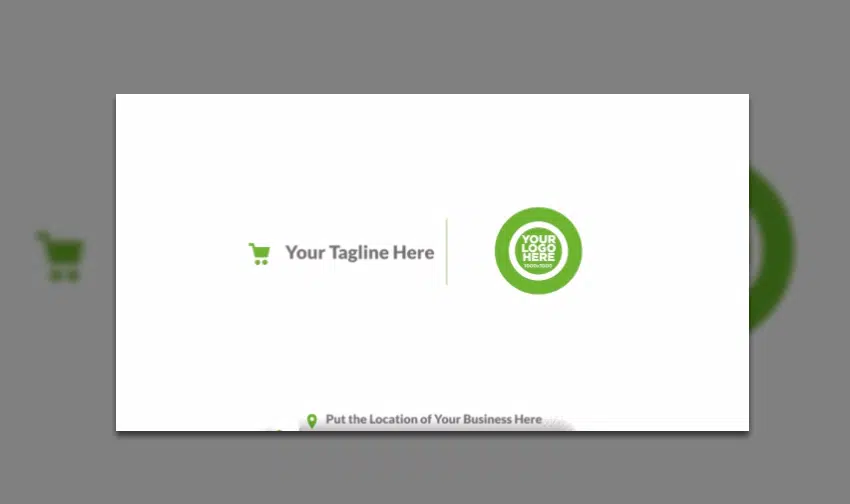 Your Tagline Here
YOUR
LOGO
HERE
Put the Location of Your Business Here